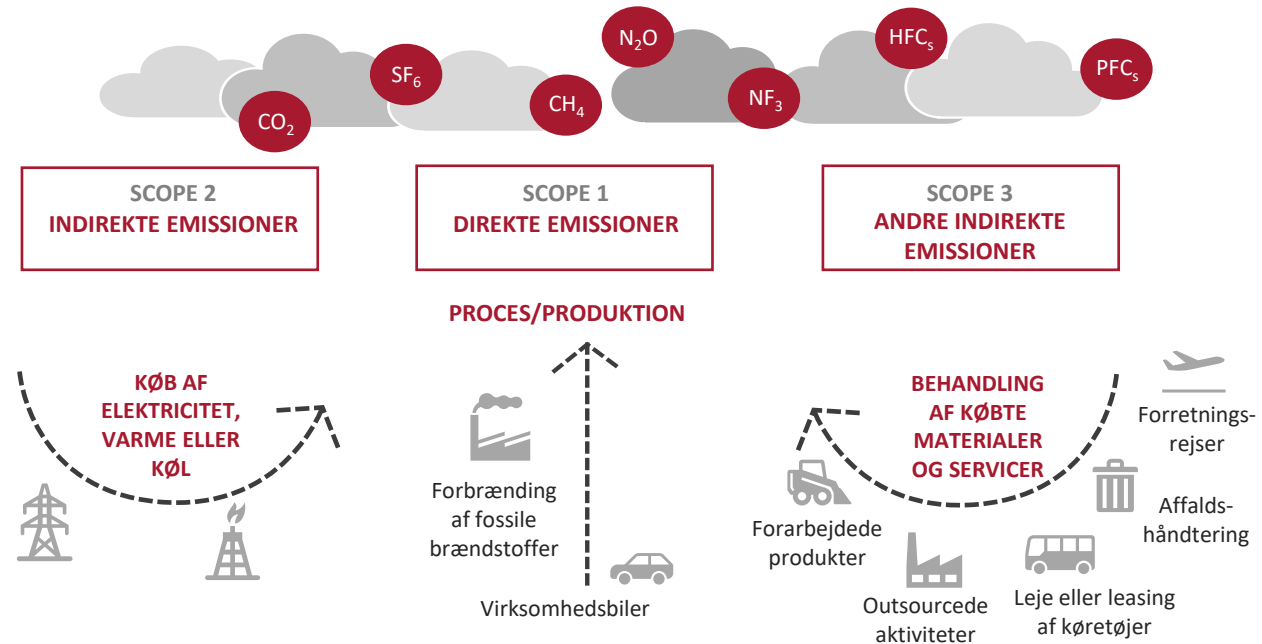 CO₂
SF₆
CH₄
N₂O
NF₃
HFCₛ
PFCₛ
SCOPE 2
INDIREKTE EMISSIONER
SCOPE 1
DIREKTE EMISSIONER
SCOPE 3
ANDRE INDIREKTE
EMISSIONER
KØB AF
ELEKTRICITET,
VARME ELLER
KØL
PROCES/PRODUKTION
Forbrænding
af fossile
brændstoffer
Virksomhedsbiler
BEHANDLING
AF KØBTE
MATERIALER
OG SERVICER
Forretnings-
rejser
Affalds-
håndtering
Forarbejdede
produkter
Outsourcede
aktiviteter
Leje eller leasing
af køretøjer